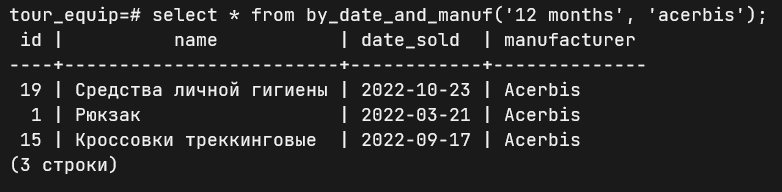 tour_equip=# select * from by_date_and_manuf('12 months', 'acerbis');
 id |          name           | date_sold  | manufacturer
----+-------------------------+------------+--------------
 19 | Средства личной гигиены | 2022-10-23 | Acerbis
  1 | Рюкзак                  | 2022-03-21 | Acerbis
 15 | Кроссовки треккинговые  | 2022-09-17 | Acerbis
(3 строки)